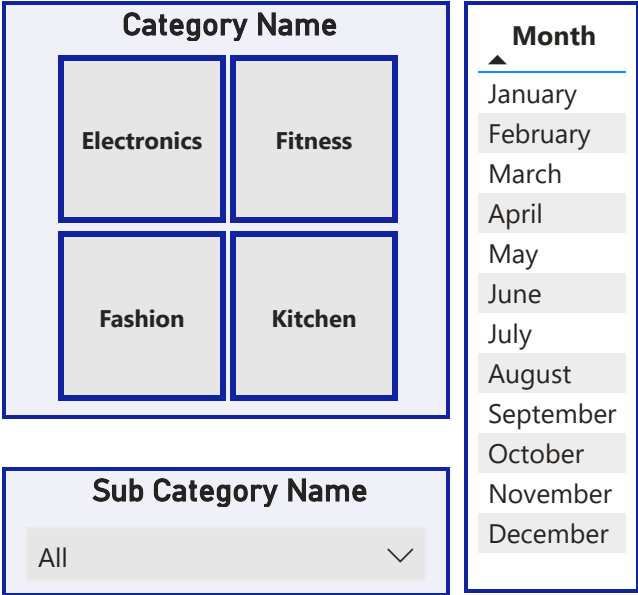 Category Name
Electronics
Fitness
Fashion
Kitchen
Sub Category Name
All
Month
January
February
March
April
May
June
July
August
September
October
November
December